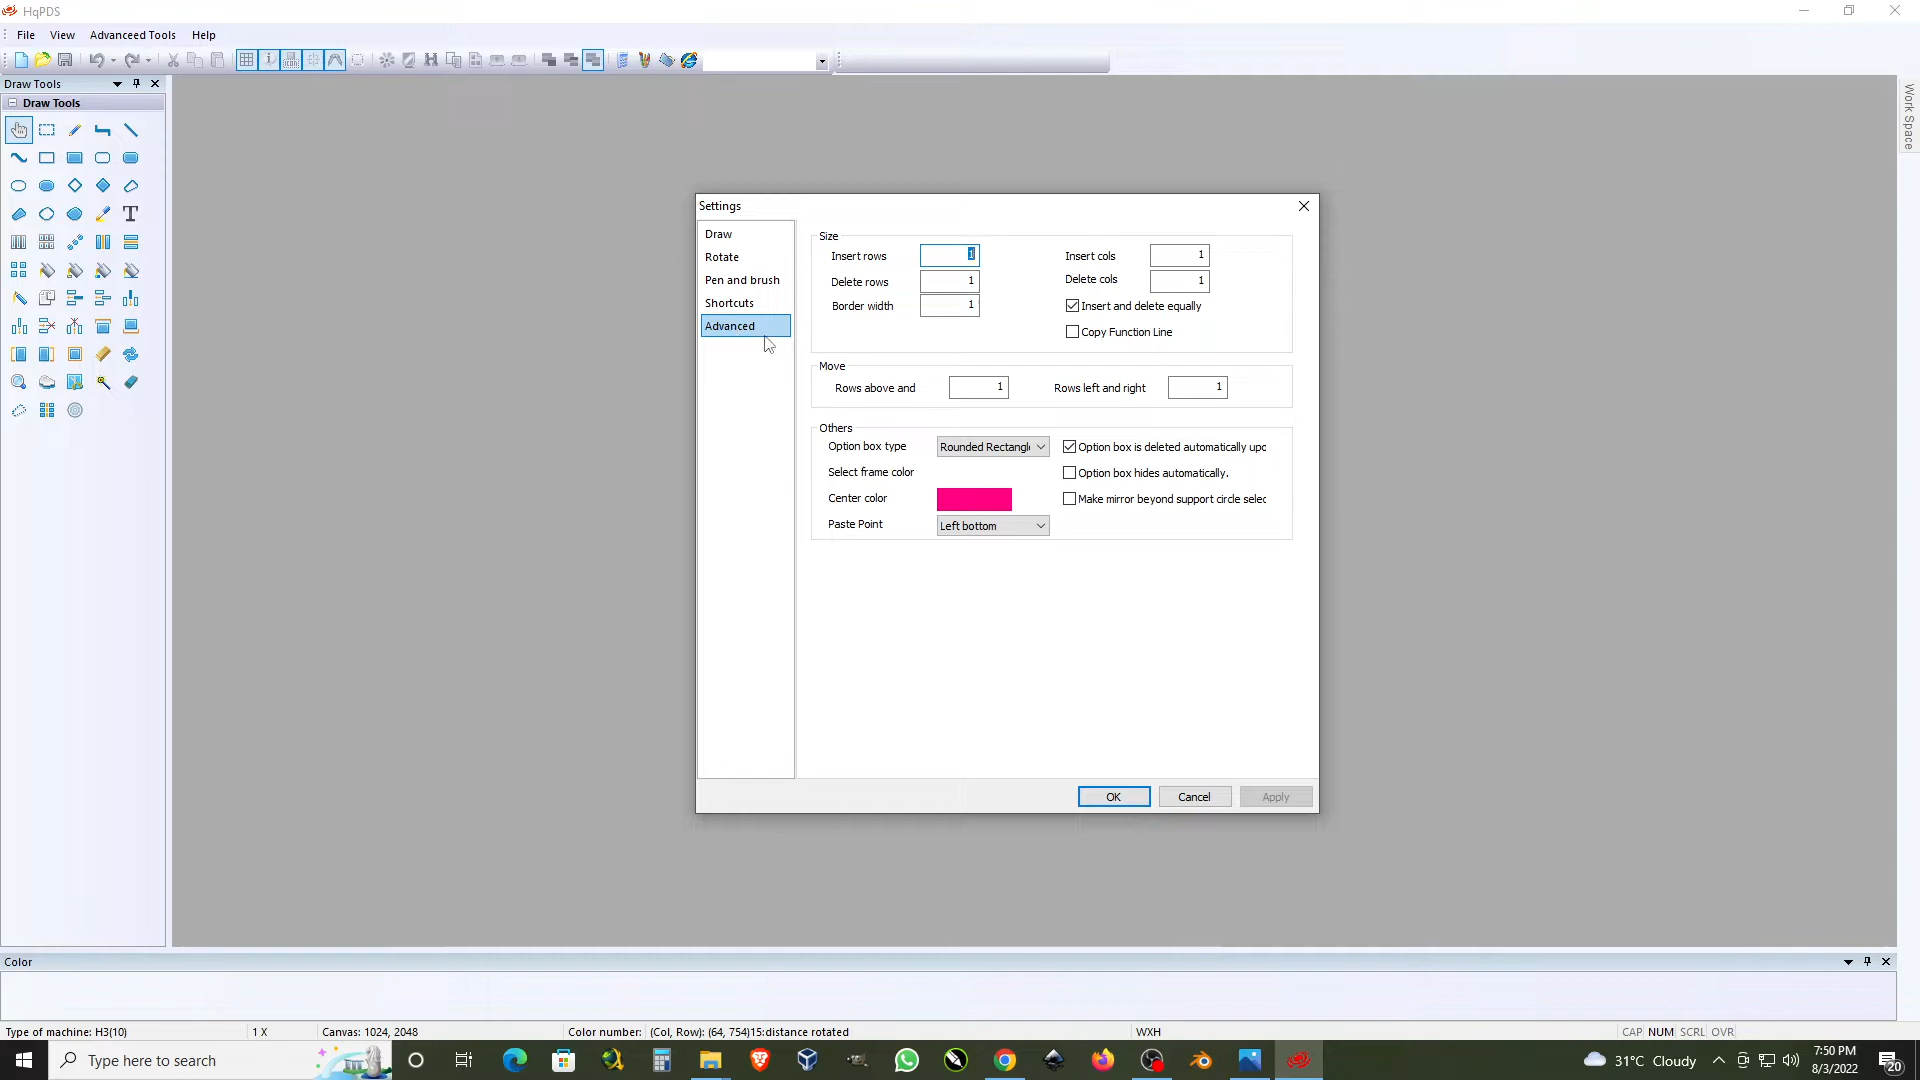 HqPDS
File View Advanceed Tools Help
Draw Tools
Draw Tools
Work Space
Settings
Draw
Rotate
Pen and brush
Shortcuts
Advanced
Size
Insert rows 1 Insert cols 1
Delete rows 1 Delete cols 1
Border width 1 Insert and delete equally
Copy Function Line
Move
Rows above and 1 Rows left and right 1
Others
Option box type Rounded Rectangl Option box is deleted automatically upc
Select frame color Option box hides automatically.
Center color Make mirror beyond support circle selec
Paste Point Left bottom
OK Cancel Apply
Color
Type of machine: H3(10) 1 X Canvas: 1024, 2048 Color number: (Col, Row): (64, 754)15:distance rotated WXH CAP NUM SCRL OVR
Type here to search 31°C Cloudy 7:50 PM
8/3/2022 20